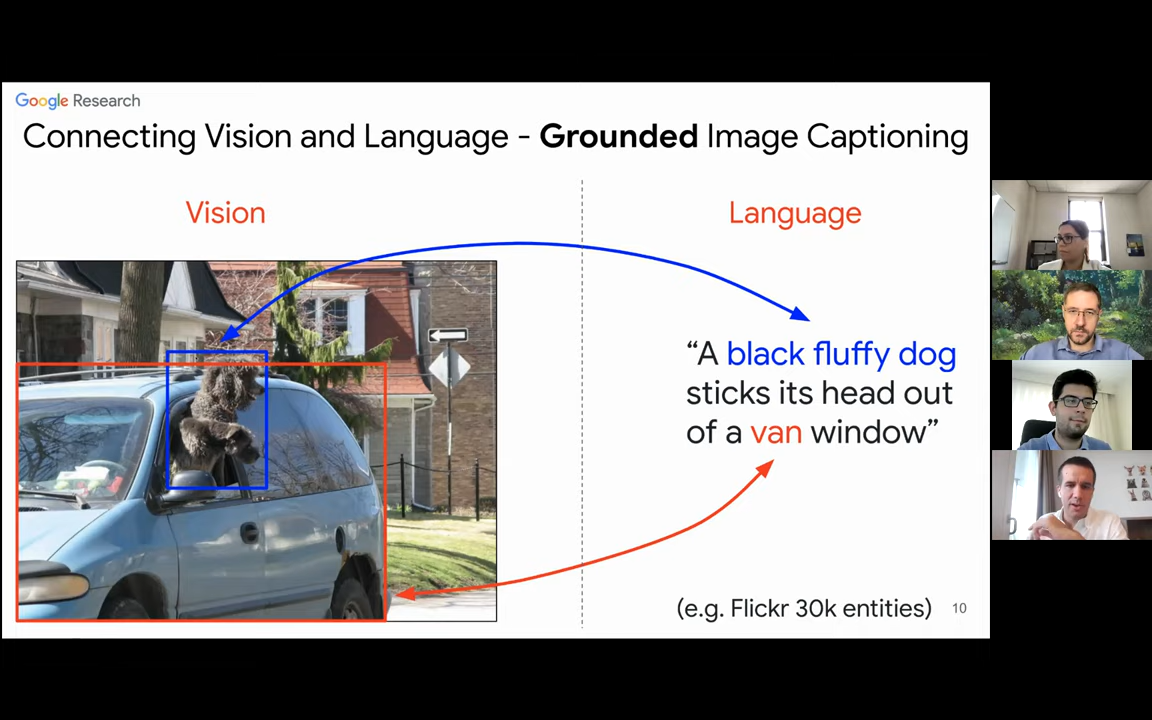 Google Research
Connecting Vision and Language - Grounded Image Captioning
Vision
Language
“A black fluffy dog
sticks its head out
of a van window”
(e.g. Flickr 30k entities)
10